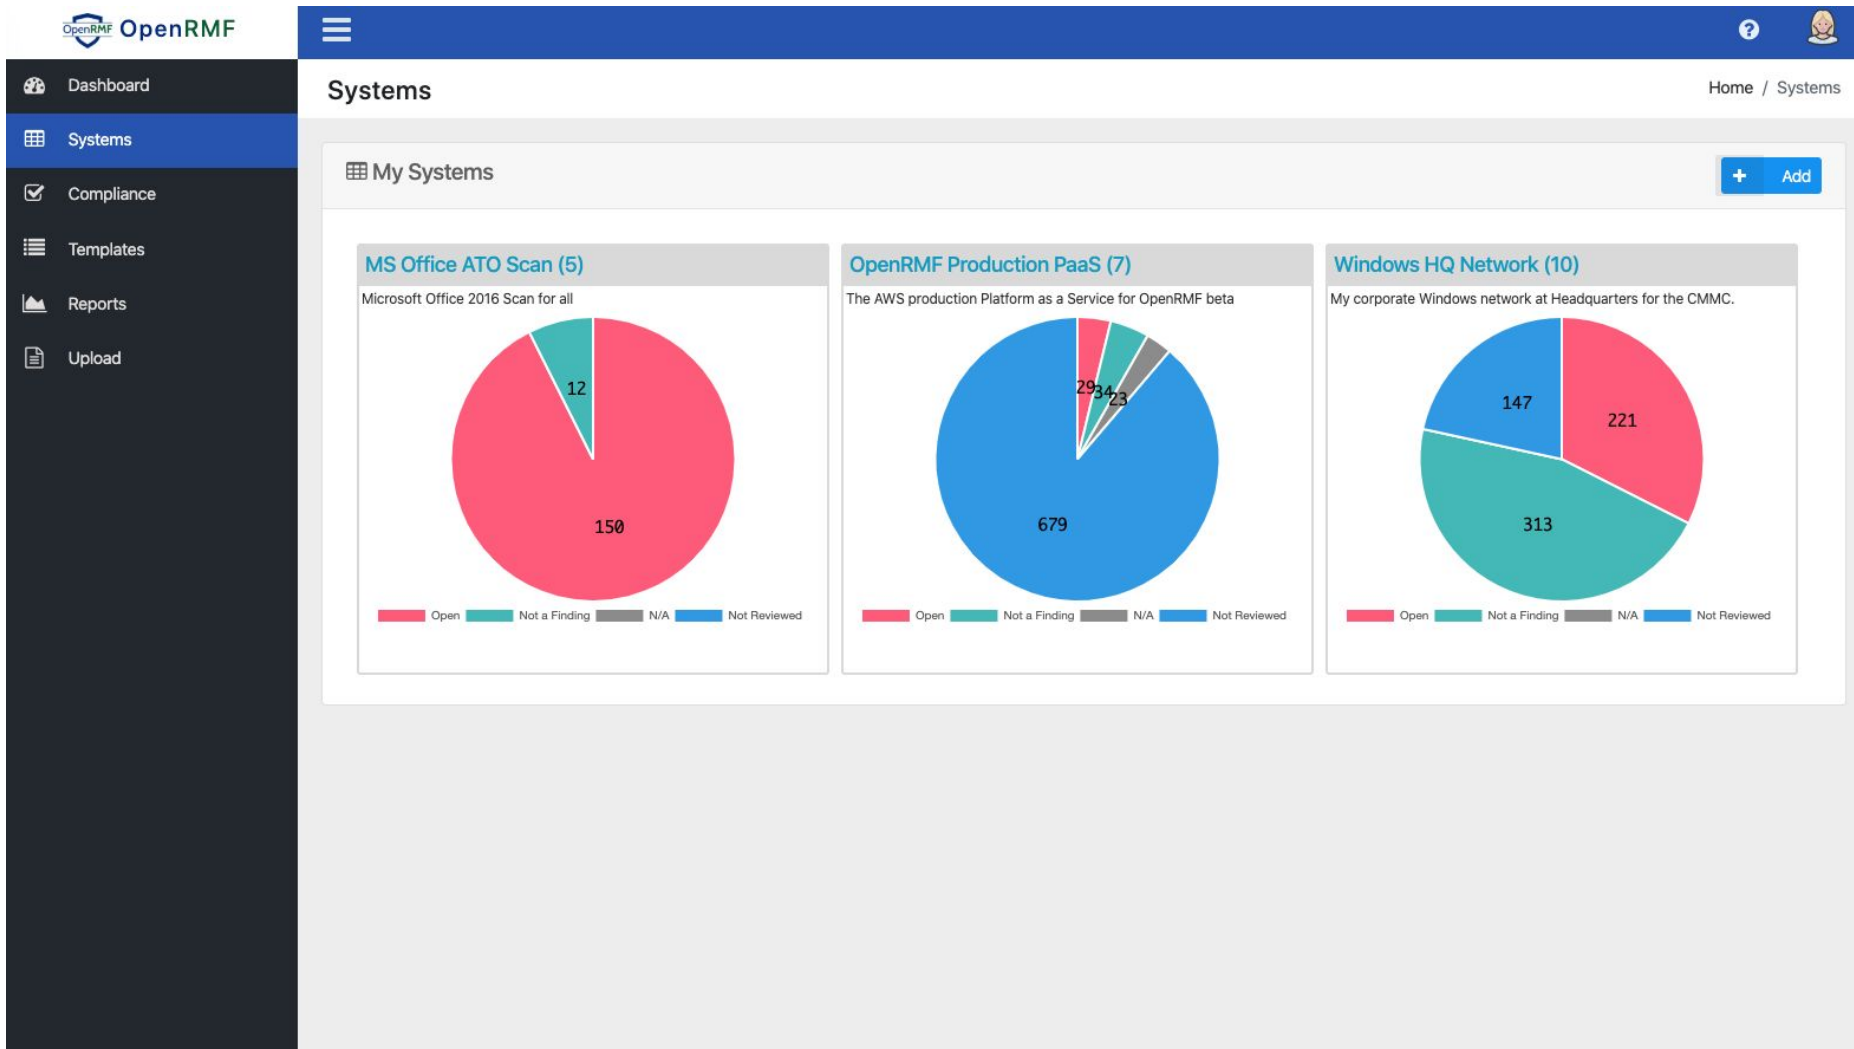 OpenRMF OpenRMF
Dashboard
Systems
Compliance
Templates
Reports
Upload
Systems
Home / Systems
My Systems
+ Add
MS Office ATO Scan (5)
Microsoft Office 2016 Scan for all
12
150
Open Not a Finding N/A Not Reviewed
OpenRMF Production PaaS (7)
The AWS production Platform as a Service for OpenRMF beta
29 34 23
679
Open Not a Finding N/A Not Reviewed
Windows HQ Network (10)
My corporate Windows network at Headquarters for the CMMC.
147
221
313
Open Not a Finding N/A Not Reviewed